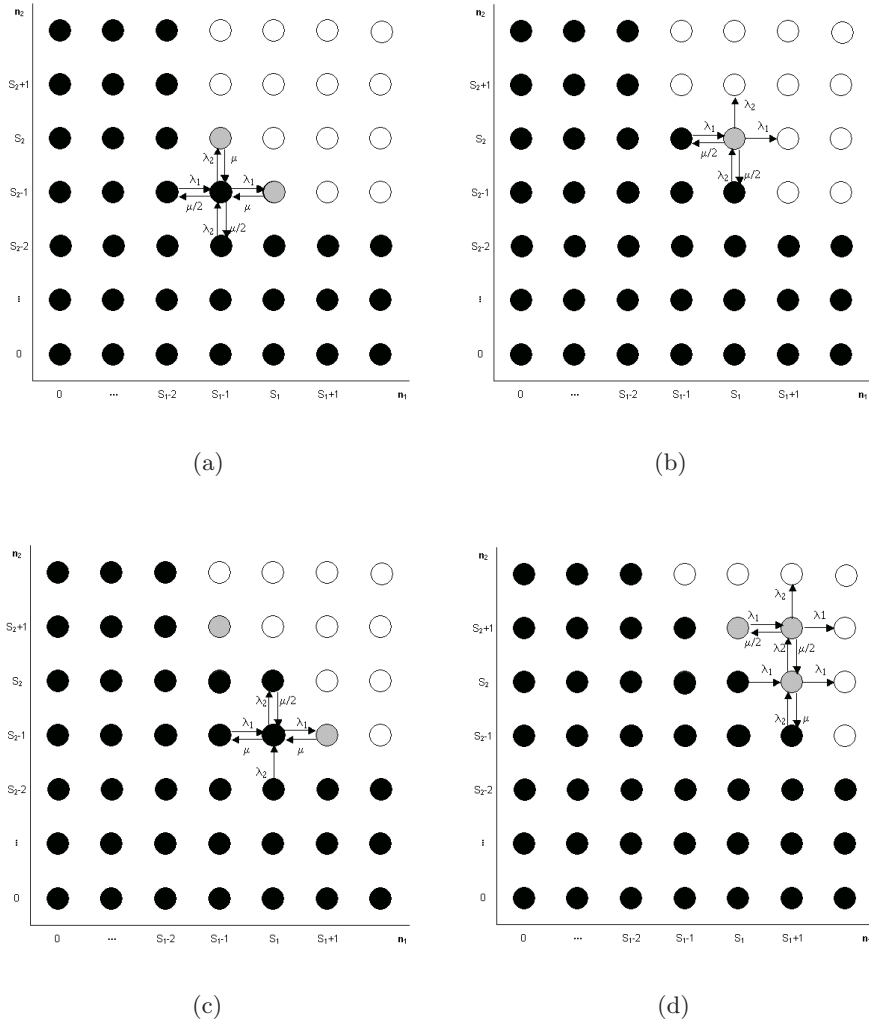 n₂
S₂+1
S₂
λ₂ μ
λ₁ λ₁
S₂-1
μ/2 μ
λ₂ μ/2
S₂-2
⋮
0
0 ... S₁-2 S₁-1 S₁ S₁+1 n₁
(a)
n₂
S₂+1
λ₂
S₂
λ₁ λ₁
μ/2
λ₂ μ/2
S₂-1
S₂-2
⋮
0
0 ... S₁-2 S₁-1 S₁ S₁+1 n₁
(b)
n₂
S₂+1
S₂
λ₂ μ/2
λ₁ λ₁
S₂-1
μ μ
λ₂
S₂-2
⋮
0
0 ... S₁-2 S₁-1 S₁ S₁+1 n₁
(c)
n₂
λ₂
S₂+1
λ₁ λ1
μ/2
λ2 μ/2
S₂
λ₁ λ₁
λ₂ μ
S₂-1
S₂-2
⋮
0
0 ... S₁-2 S₁-1 S₁ S₁+1
(d)